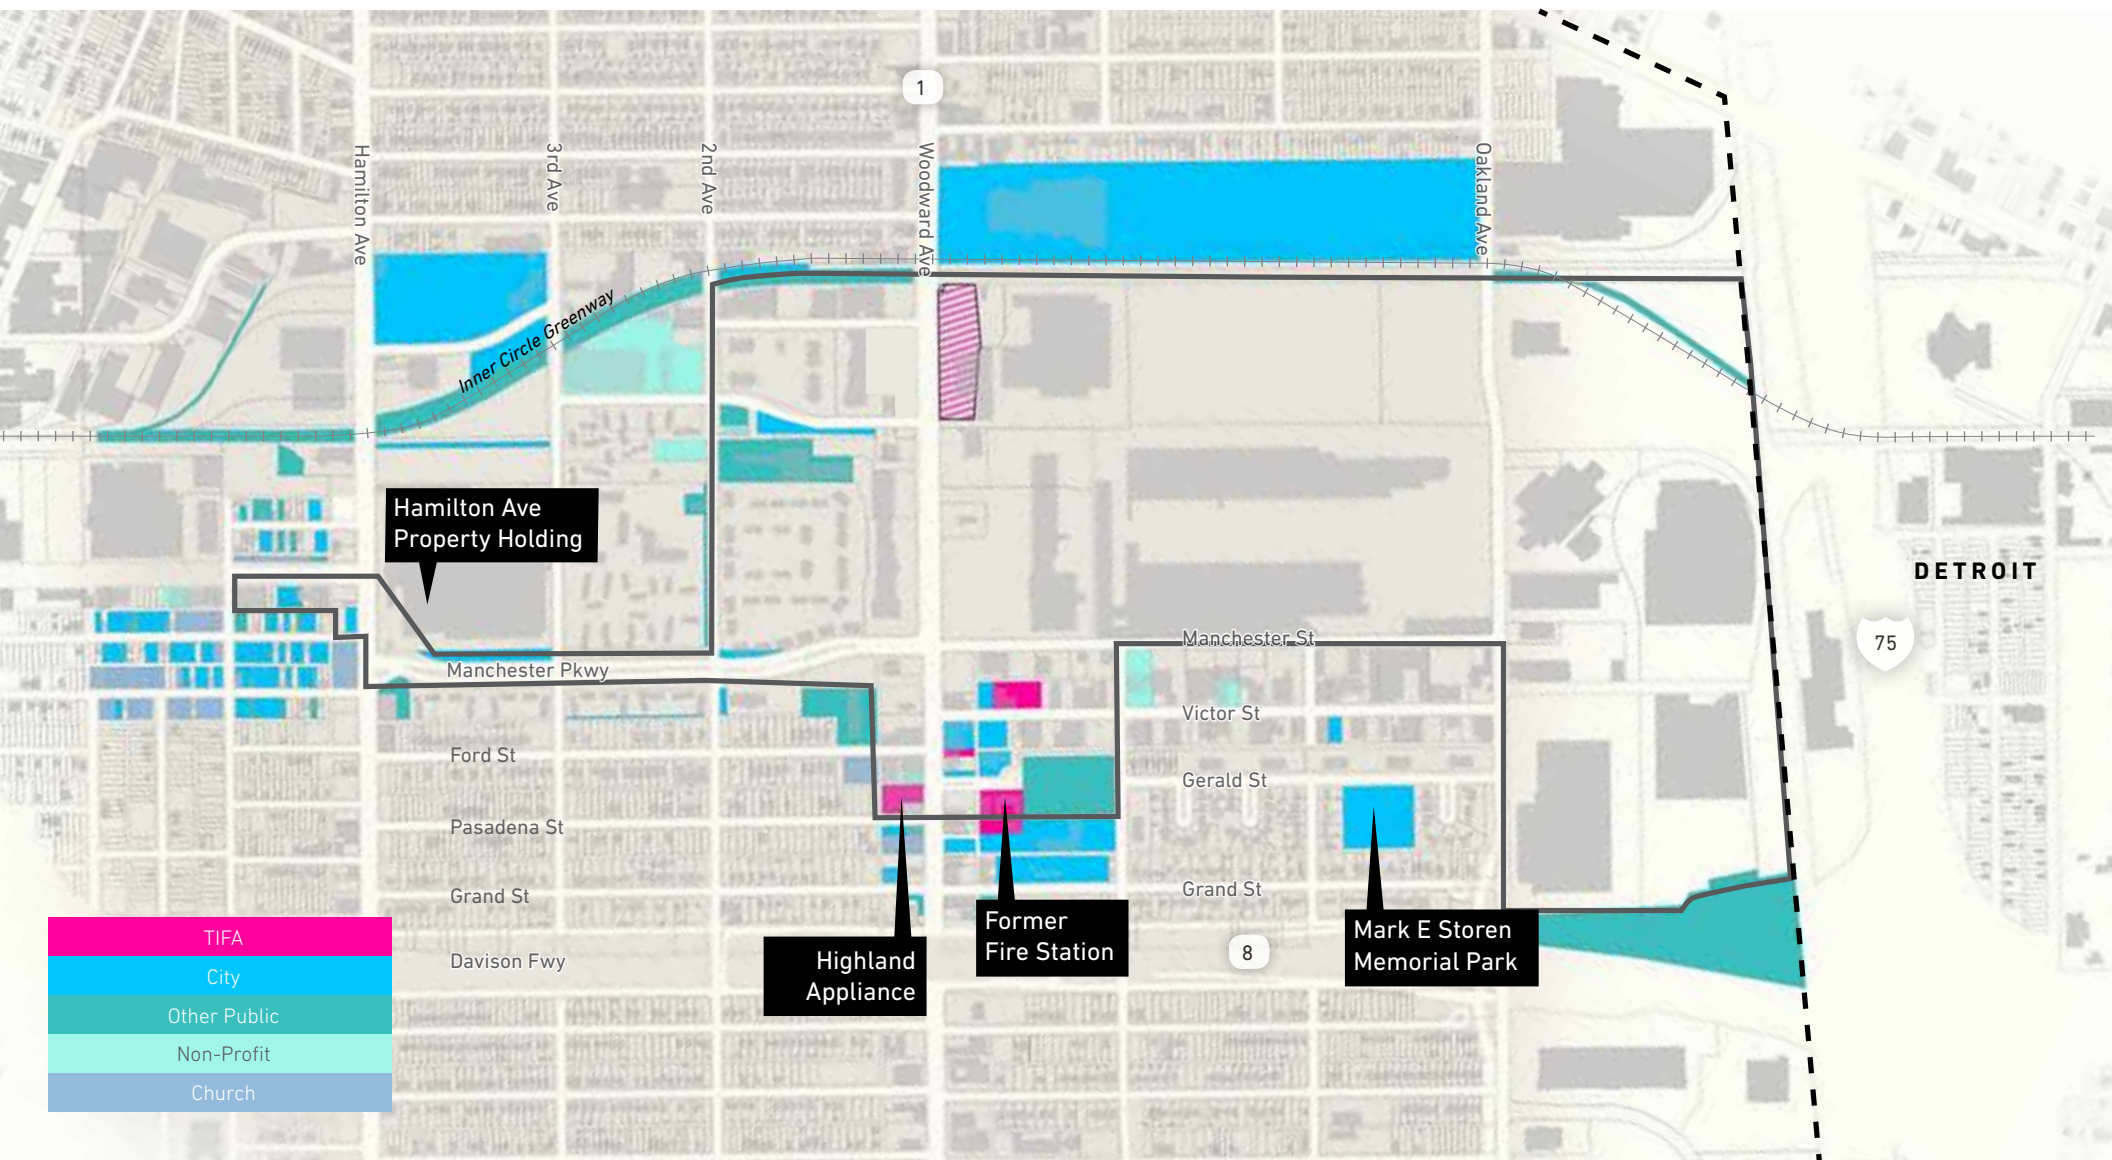 1
Hamilton Ave
3rd Ave
2nd Ave
Woodward Ave
Oakland Ave
Inner Circle Greenway
Hamilton Ave
Property Holding
DETROIT
75
Manchester St
Manchester Pkwy
Victor St
Ford St
Gerald St
Pasadena St
Grand St
Grand St
Davison Fwy
8
Highland
Appliance
Former
Fire Station
Mark E Storen
Memorial Park
TIFA
City
Other Public
Non-Profit
Church